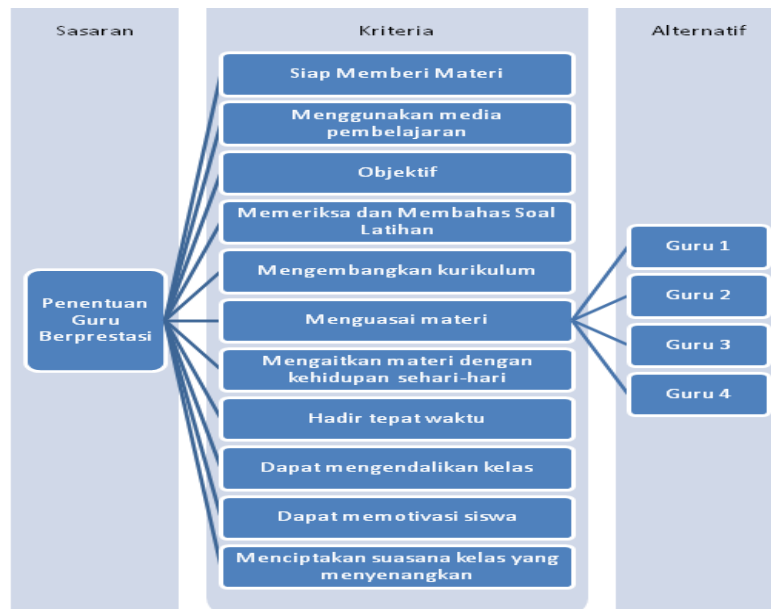 Sasaran
Kriteria
Alternatif
Penentuan
Guru
Berprestasi
Siap Memberi Materi
Menggunakan media
pembelajaran
Objektif
Memeriksa dan Membahas Soal
Latihan
Mengembangkan kurikulum
Menguasai materi
Mengaitkan materi dengan
kehidupan sehari-hari
Hadir tepat waktu
Dapat mengendalikan kelas
Dapat memotivasi siswa
Menciptakan suasana kelas yang
menyenangkan
Guru 1
Guru 2
Guru 3
Guru 4